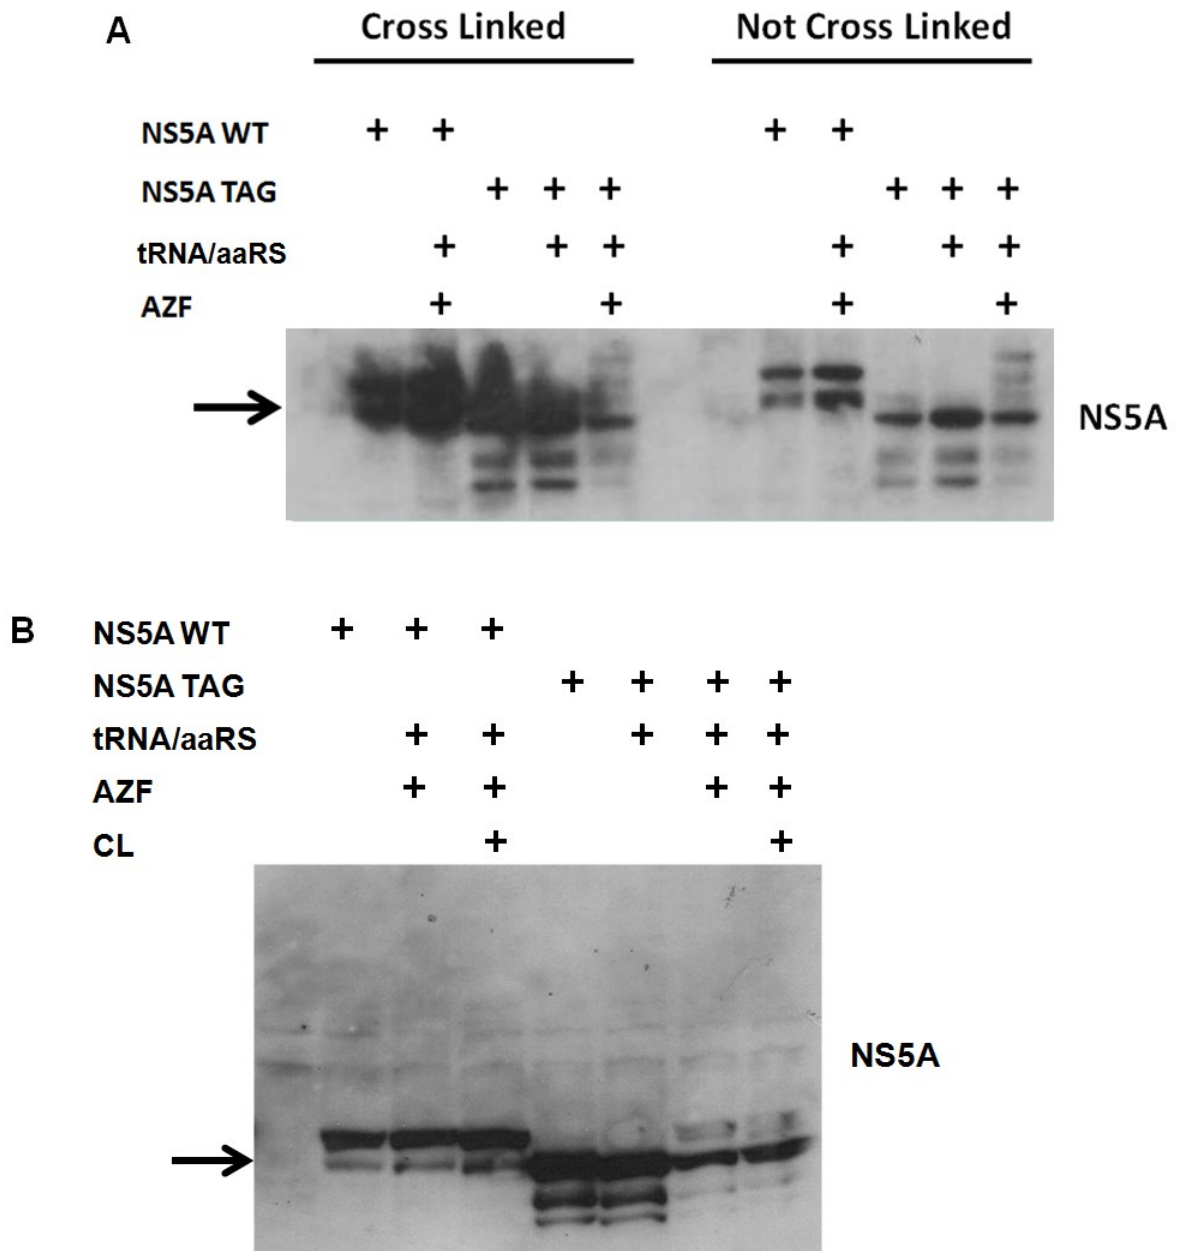 A
Cross Linked Not Cross Linked
NS5A WT + + + +
NS5A TAG + + + + + +
tRNA/aaRS + + + + + +
AZF + + + +
NS5A
B
NS5A WT + + +
NS5A TAG + + + +
tRNA/aaRS + + + + +
AZF + + + +
CL + +
NS5A